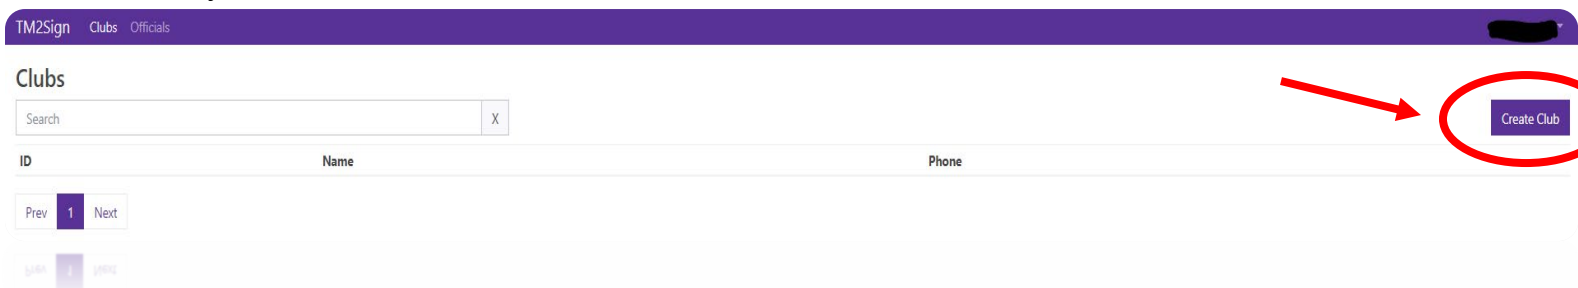 TM2Sign Clubs Officials
Clubs
Search X
Create Club
ID Name Phone
Prev 1 Next